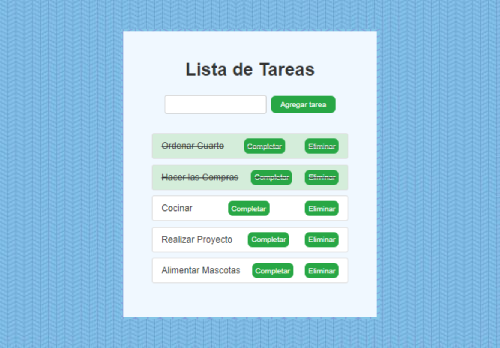 Lista de Tareas
Agregar tarea
Ordenar Cuarto Completar Eliminar
Hacer las Compras Completar Eliminar
Cocinar Completar Eliminar
Realizar Proyecto Completar Eliminar
Alimentar Mascotas Completar Eliminar